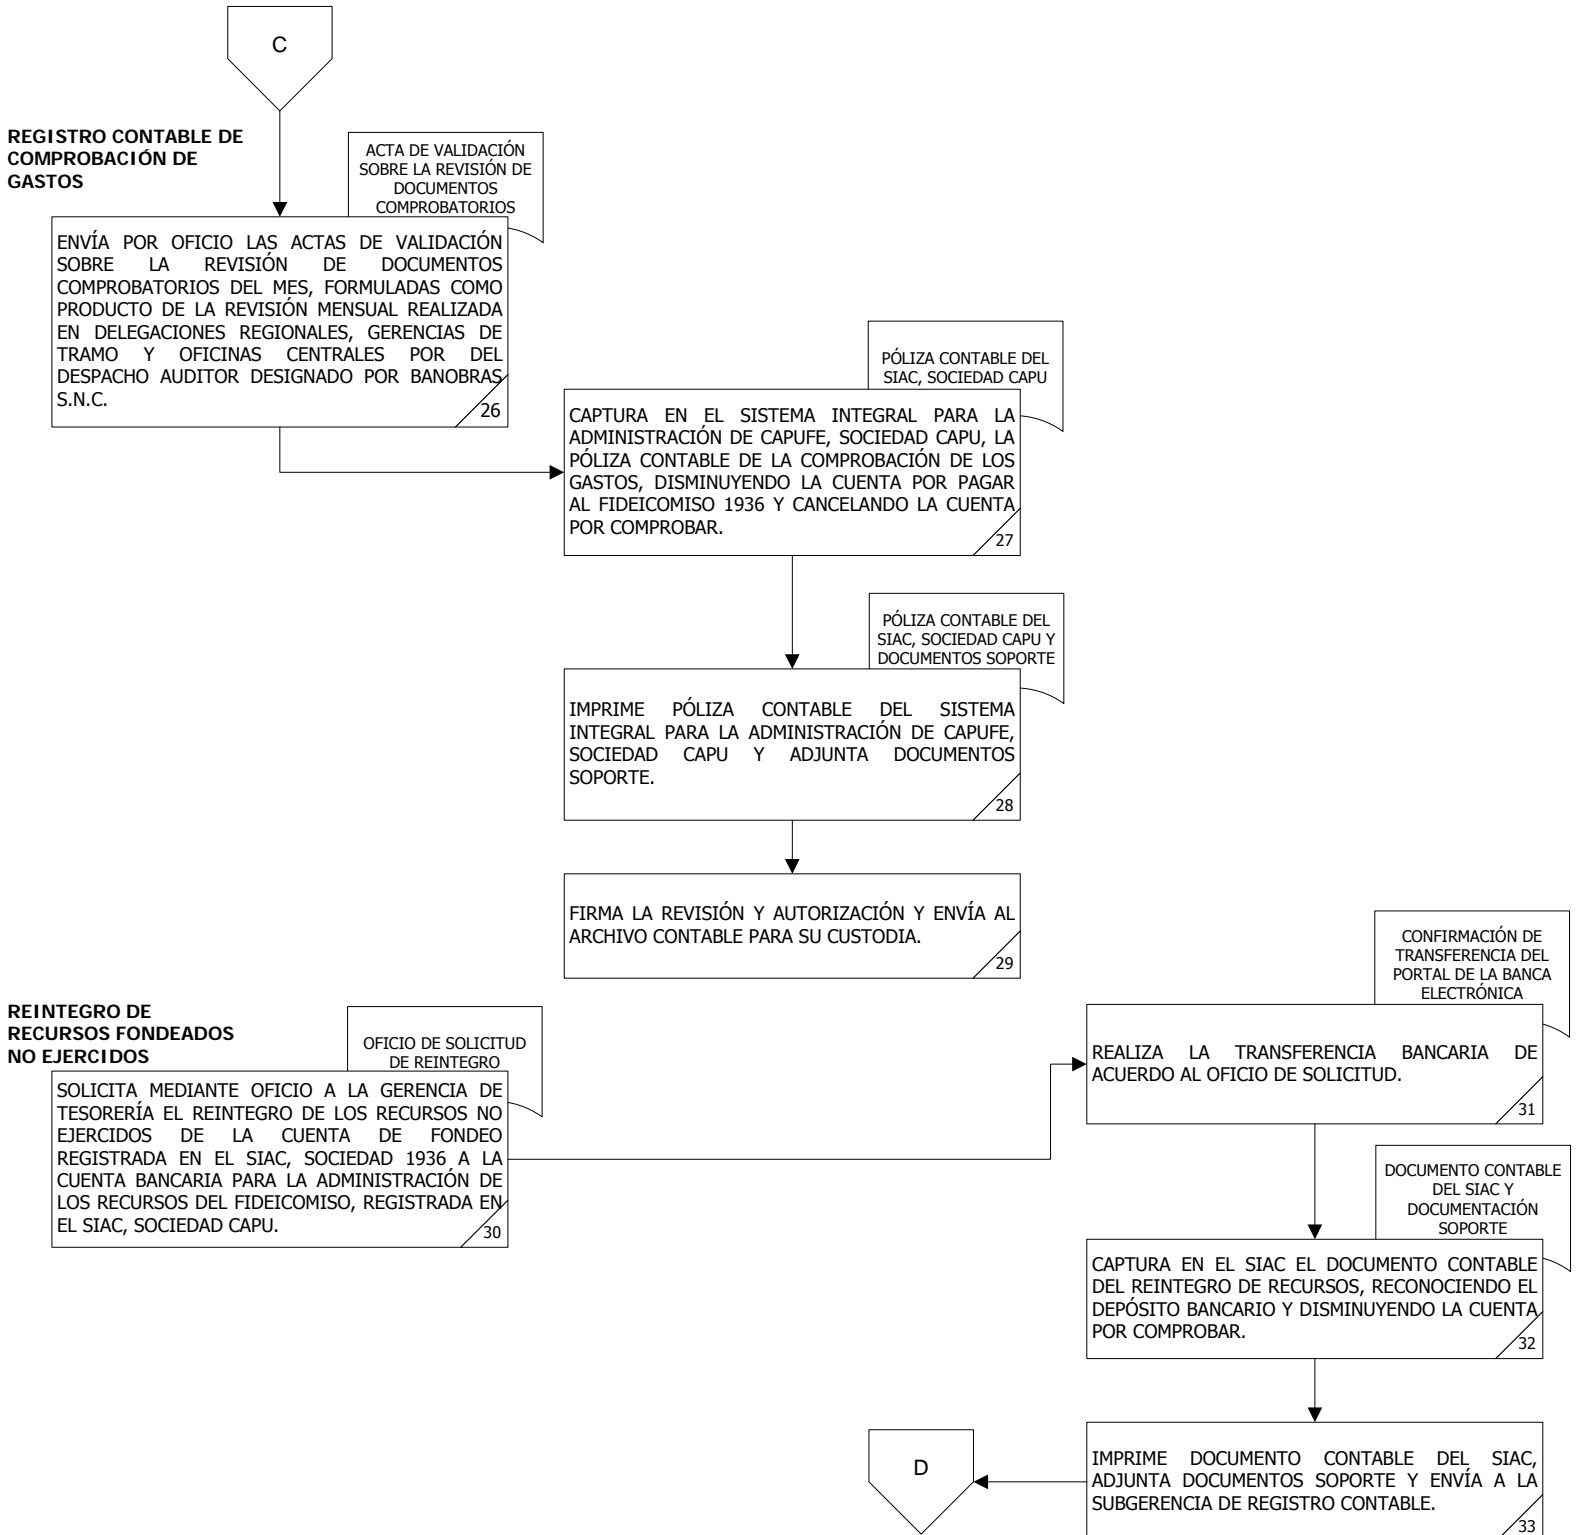 C
REGISTRO CONTABLE DE
COMPROBACIÓN DE
GASTOS
ACTA DE VALIDACIÓN
SOBRE LA REVISIÓN DE
DOCUMENTOS
COMPROBATORIOS
ENVÍA POR OFICIO LAS ACTAS DE VALIDACIÓN
SOBRE LA REVISIÓN DE DOCUMENTOS
COMPROBATORIOS DEL MES, FORMULADAS COMO
PRODUCTO DE LA REVISIÓN MENSUAL REALIZADA
EN DELEGACIONES REGIONALES, GERENCIAS DE
TRAMO Y OFICINAS CENTRALES POR DEL
DESPACHO AUDITOR DESIGNADO POR BANOBRAS
S.N.C.
26
PÓLIZA CONTABLE DEL
SIAC, SOCIEDAD CAPU
CAPTURA EN EL SISTEMA INTEGRAL PARA LA
ADMINISTRACIÓN DE CAPUFE, SOCIEDAD CAPU, LA
PÓLIZA CONTABLE DE LA COMPROBACIÓN DE LOS
GASTOS, DISMINUYENDO LA CUENTA POR PAGAR
AL FIDEICOMISO 1936 Y CANCELANDO LA CUENTA
POR COMPROBAR.
27
PÓLIZA CONTABLE DEL
SIAC, SOCIEDAD CAPU Y
DOCUMENTOS SOPORTE
IMPRIME PÓLIZA CONTABLE DEL SISTEMA
INTEGRAL PARA LA ADMINISTRACIÓN DE CAPUFE,
SOCIEDAD CAPU Y ADJUNTA DOCUMENTOS
SOPORTE.
28
FIRMA LA REVISIÓN Y AUTORIZACIÓN Y ENVÍA AL
ARCHIVO CONTABLE PARA SU CUSTODIA.
29
REINTEGRO DE
RECURSOS FONDEADOS
NO EJERCIDOS
OFICIO DE SOLICITUD
DE REINTEGRO
SOLICITA MEDIANTE OFICIO A LA GERENCIA DE
TESORERÍA EL REINTEGRO DE LOS RECURSOS NO
EJERCIDOS DE LA CUENTA DE FONDEO
REGISTRADA EN EL SIAC, SOCIEDAD 1936 A LA
CUENTA BANCARIA PARA LA ADMINISTRACIÓN DE
LOS RECURSOS DEL FIDEICOMISO, REGISTRADA EN
EL SIAC, SOCIEDAD CAPU.
30
CONFIRMACIÓN DE
TRANSFERENCIA DEL
PORTAL DE LA BANCA
ELECTRÓNICA
REALIZA LA TRANSFERENCIA BANCARIA DE
ACUERDO AL OFICIO DE SOLICITUD.
31
DOCUMENTO CONTABLE
DEL SIAC Y
DOCUMENTACIÓN
SOPORTE
CAPTURA EN EL SIAC EL DOCUMENTO CONTABLE
DEL REINTEGRO DE RECURSOS, RECONOCIENDO EL
DEPÓSITO BANCARIO Y DISMINUYENDO LA CUENTA
POR COMPROBAR.
32
IMPRIME DOCUMENTO CONTABLE DEL SIAC,
ADJUNTA DOCUMENTOS SOPORTE Y ENVÍA A LA
SUBGERENCIA DE REGISTRO CONTABLE.
33
D